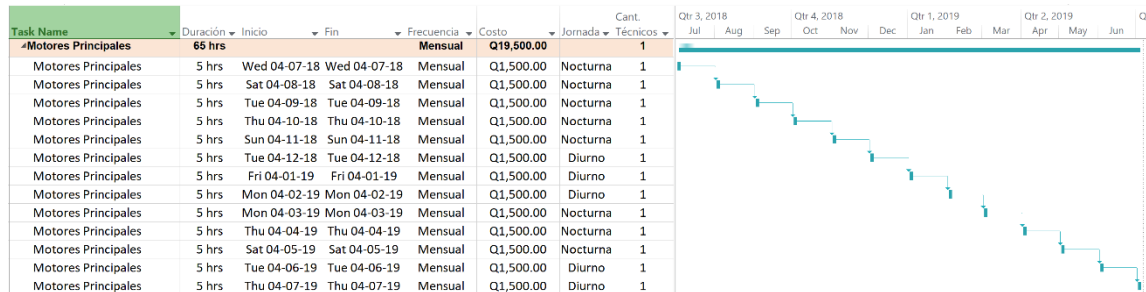 Cant. Qtr 3, 2018 Qtr 4, 2018 Qtr 1, 2019 Qtr 2, 2019 Q
Task Name Duración Inicio Fin Frecuencia Costo Jornada Técnicos Jul Aug Sep Oct Nov Dec Jan Feb Mar Apr May Jun
Motores Principales 65 hrs Mensual Q19,500.00 1
Motores Principales 5 hrs Wed 04-07-18 Wed 04-07-18 Mensual Q1,500.00 Nocturna 1
Motores Principales 5 hrs Sat 04-08-18 Sat 04-08-18 Mensual Q1,500.00 Nocturna 1
Motores Principales 5 hrs Tue 04-09-18 Tue 04-09-18 Mensual Q1,500.00 Nocturna 1
Motores Principales 5 hrs Thu 04-10-18 Thu 04-10-18 Mensual Q1,500.00 Nocturna 1
Motores Principales 5 hrs Sun 04-11-18 Sun 04-11-18 Mensual Q1,500.00 Nocturna 1
Motores Principales 5 hrs Tue 04-12-18 Tue 04-12-18 Mensual Q1,500.00 Diurno 1
Motores Principales 5 hrs Fri 04-01-19 Fri 04-01-19 Mensual Q1,500.00 Diurno 1
Motores Principales 5 hrs Mon 04-02-19 Mon 04-02-19 Mensual Q1,500.00 Diurno 1
Motores Principales 5 hrs Mon 04-03-19 Mon 04-03-19 Mensual Q1,500.00 Nocturna 1
Motores Principales 5 hrs Thu 04-04-19 Thu 04-04-19 Mensual Q1,500.00 Nocturna 1
Motores Principales 5 hrs Sat 04-05-19 Sat 04-05-19 Mensual Q1,500.00 Nocturna 1
Motores Principales 5 hrs Tue 04-06-19 Tue 04-06-19 Mensual Q1,500.00 Diurno 1
Motores Principales 5 hrs Thu 04-07-19 Thu 04-07-19 Mensual Q1,500.00 Diurno 1